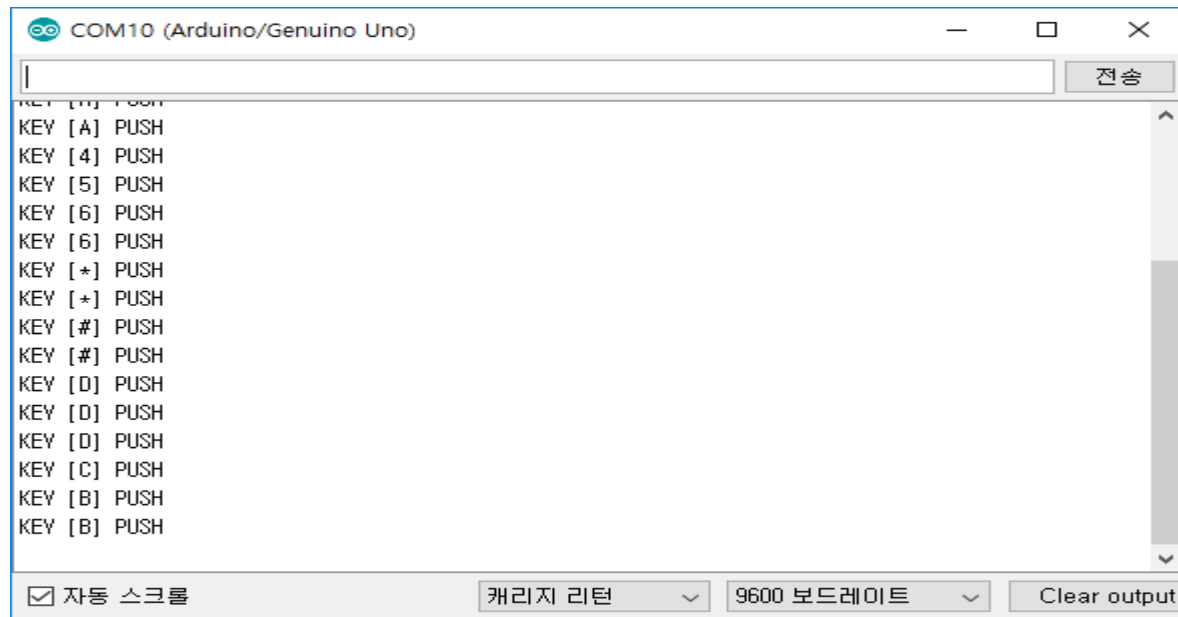 COM10 (Arduino/Genuino Uno)
전송
KEY [A] PUSH
KEY [4] PUSH
KEY [5] PUSH
KEY [6] PUSH
KEY [6] PUSH
KEY [*] PUSH
KEY [*] PUSH
KEY [#] PUSH
KEY [#] PUSH
KEY [D] PUSH
KEY [D] PUSH
KEY [D] PUSH
KEY [C] PUSH
KEY [B] PUSH
KEY [B] PUSH
자동 스크롤 캐리지 리턴 9600 보드레이트 Clear output